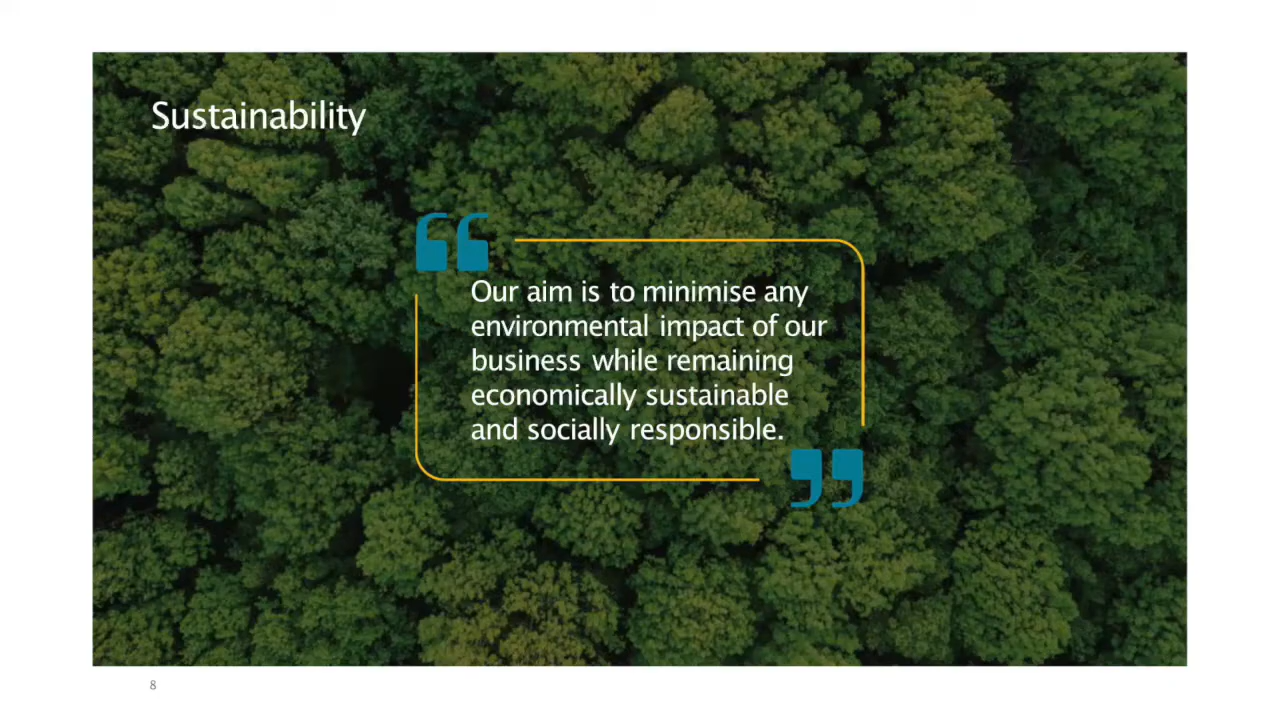 Sustainability
Our aim is to minimise any
environmental impact of our
business while remaining
economically sustainable
and socially responsible.
8